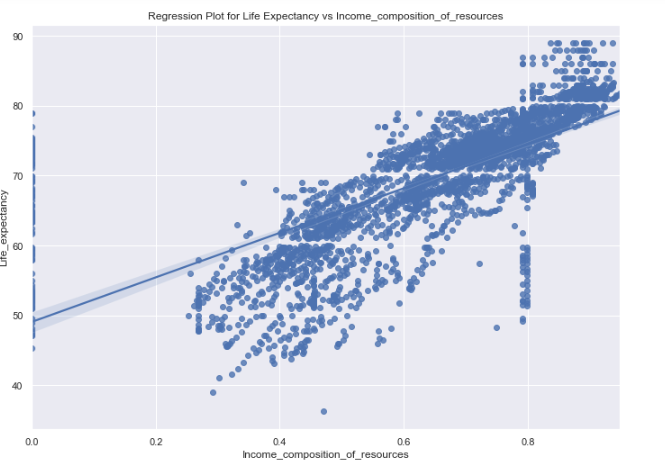 Regression Plot for Life Expectancy vs Income_composition_of_resources
90
80
70
60
50
40
Life_expectancy
0.0 0.2 0.4 0.6 0.8
Income_composition_of_resources